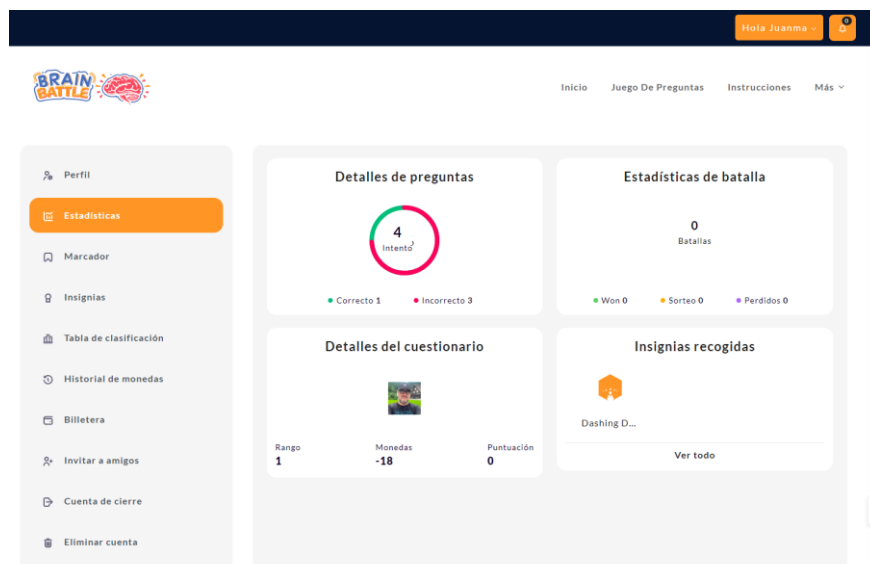 Hola Juanma
0
BRAIN
BATTLE
Inicio
Juego De Preguntas
Instrucciones
Más
Perfil
Estadísticas
Marcador
Insignias
Tabla de clasificación
Historial de monedas
Billetera
Invitar a amigos
Cuenta de cierre
Eliminar cuenta
Detalles de preguntas
4
Intento
Correcto 1
Incorrecto 3
Estadísticas de batalla
0
Batallas
Won 0
Sorteo 0
Perdidos 0
Detalles del cuestionario
Rango
1
Monedas
-18
Puntuación
0
Insignias recogidas
Dashing D...
Ver todo